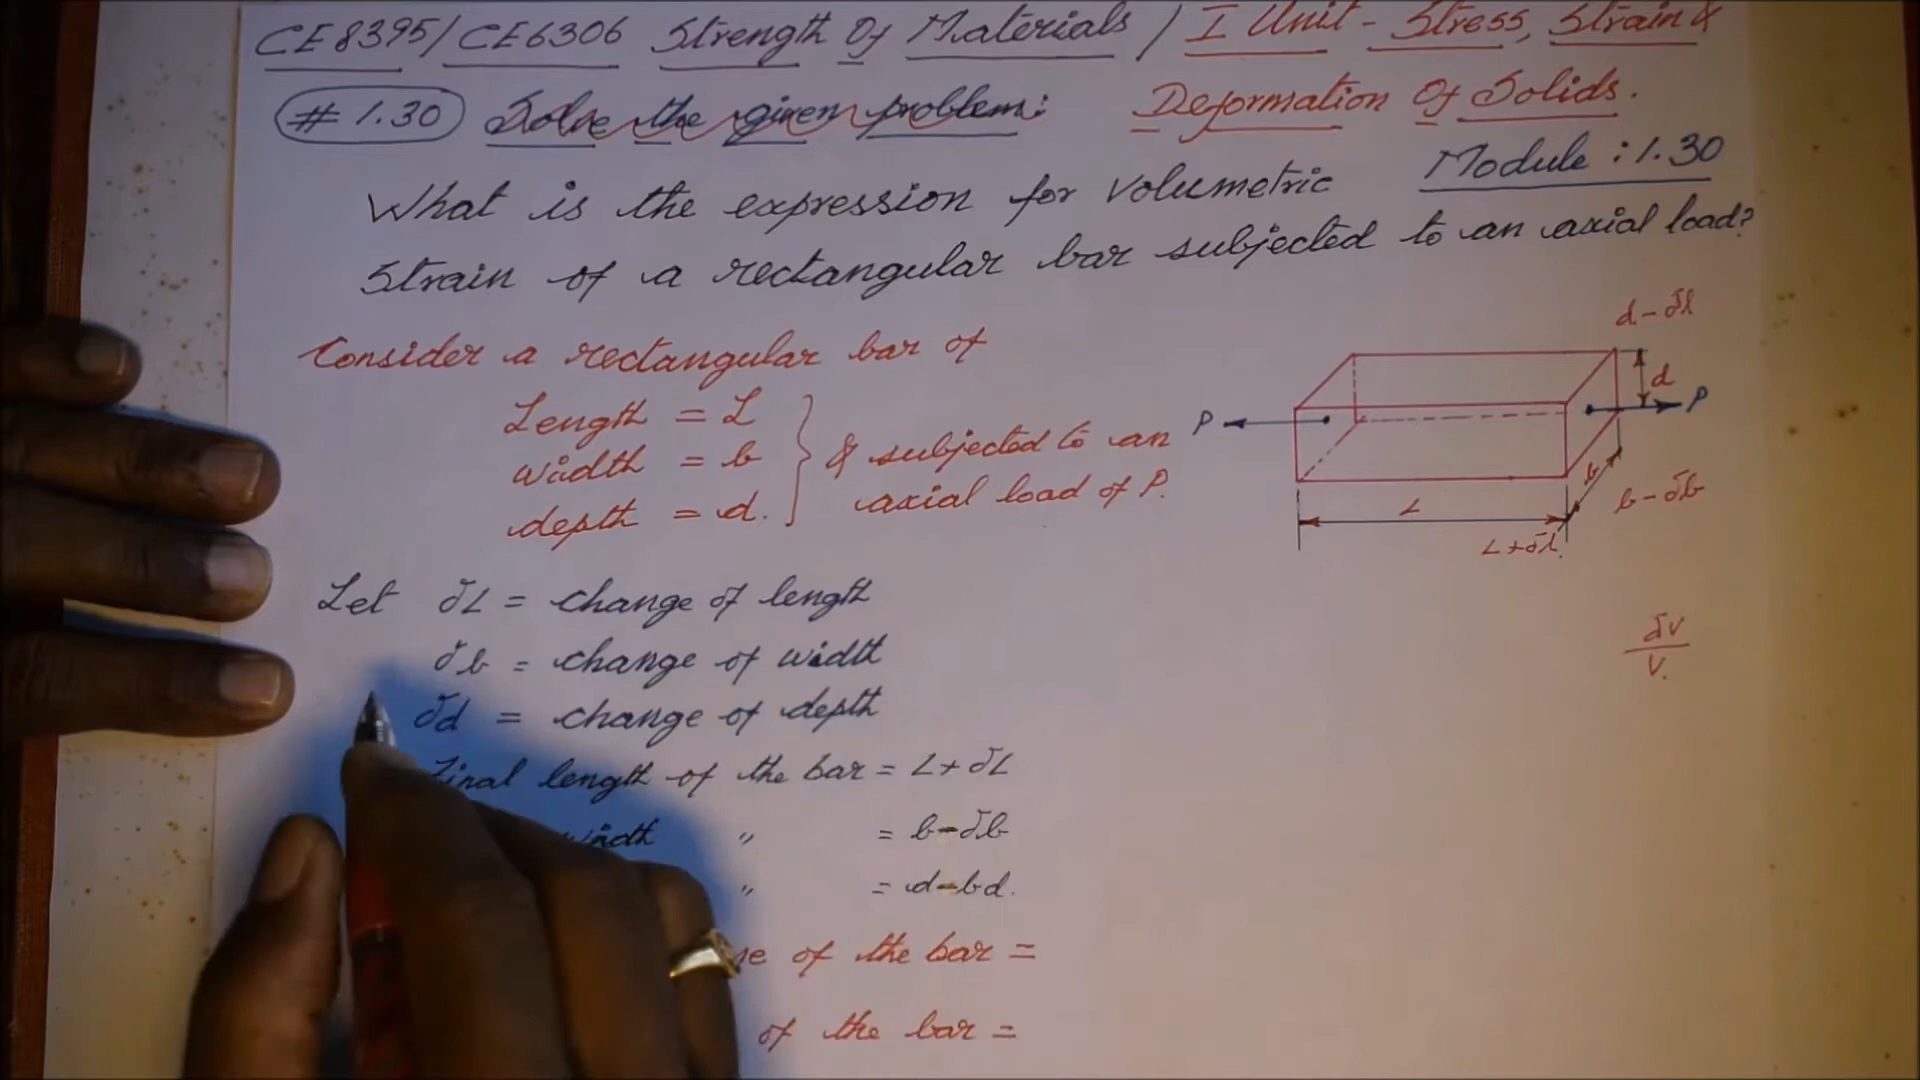 CE8395/CE6306 Strength Of Materials / I Unit - Stress, Strain &
Deformation Of Solids.
# 1.30 Solve the given problem:
Module : 1.30
What is the expression for volumetric
Strain of a rectangular bar subjected to an axial load?
Consider a rectangular bar of
Length = L
width = b
depth = d.
& subjected to an
axial load of P.
d - δd
d
P
P
b
b - δb
L
L + δl
Let δL = change of length
δb = change of width
δd = change of depth
δV
V.
Final length of the bar = L + δL
width " = b - δb
" = d - bd.
of the bar =
of the bar =